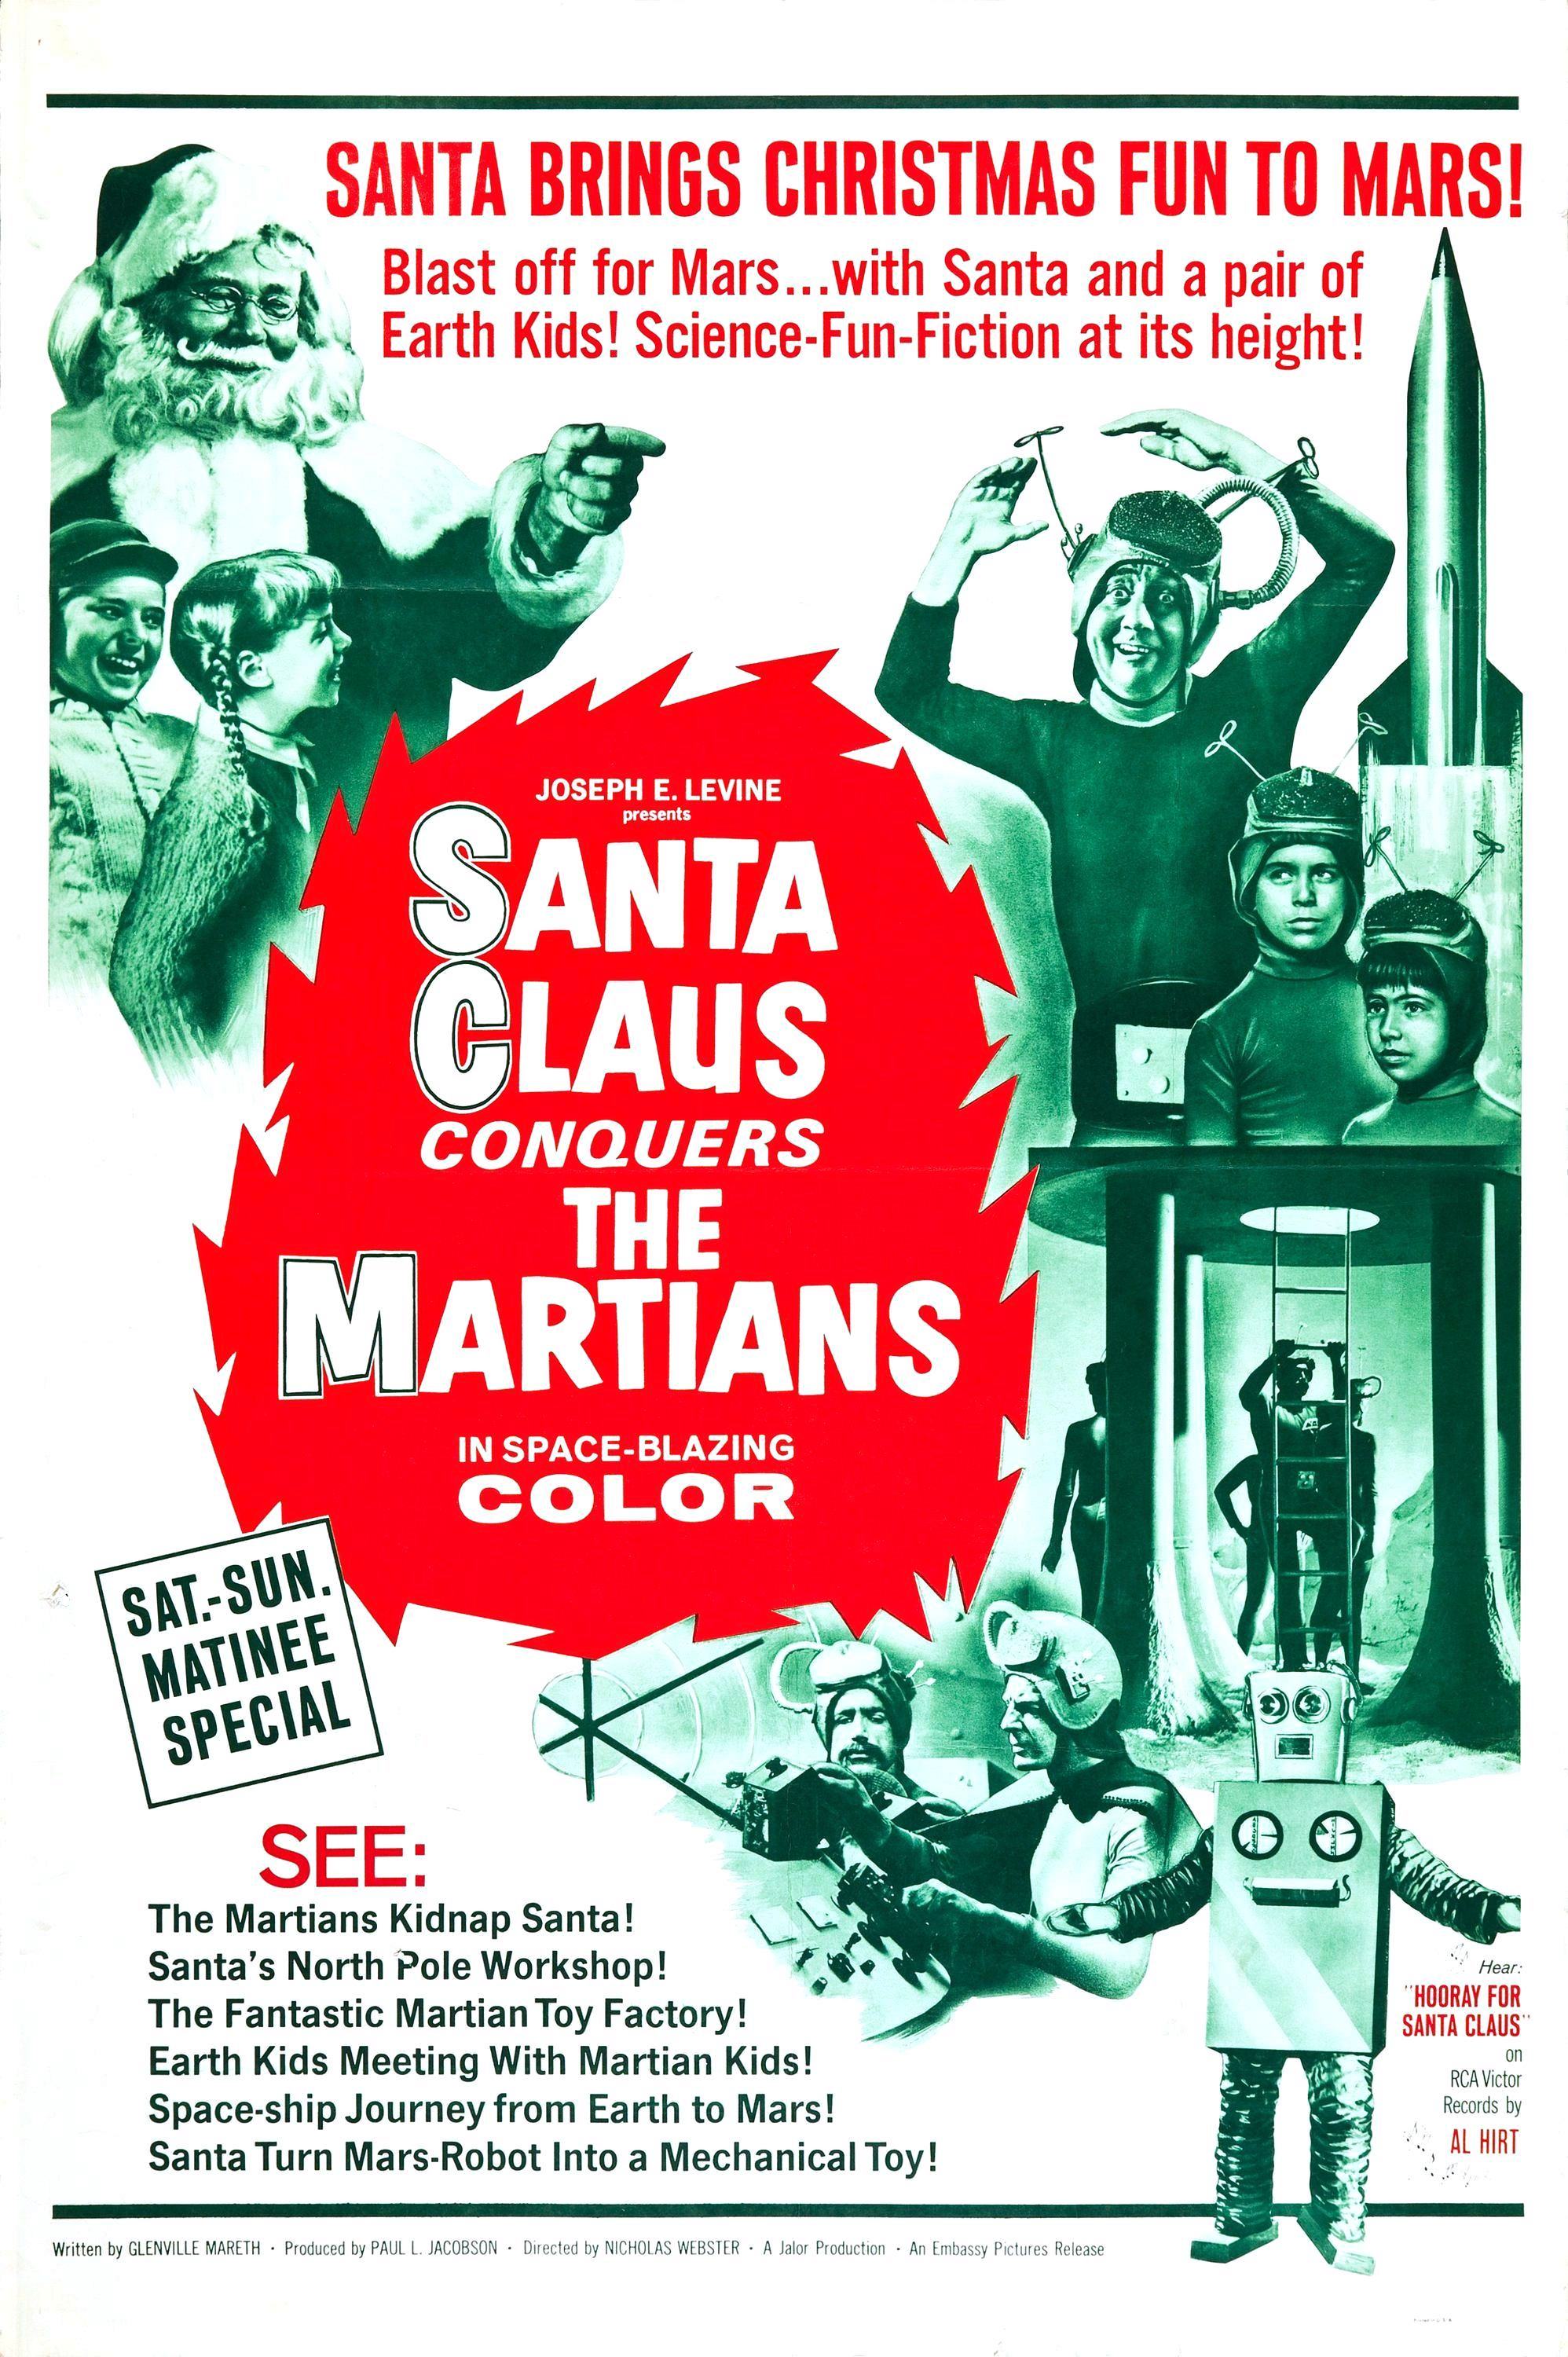 SANTA BRINGS CHRISTMAS FUN TO MARS!
Blast off for Mars...with Santa and a pair of
Earth Kids! Science-Fun-Fiction at its height!
JOSEPH E. LEVINE
presents
SANTA
CLAUS
CONQUERS
THE
MARTIANS
IN SPACE-BLAZING
COLOR
SAT.-SUN.
MATINEE
SPECIAL
SEE:
The Martians Kidnap Santa!
Santa's North Pole Workshop!
The Fantastic Martian Toy Factory!
Earth Kids Meeting With Martian Kids!
Space-ship Journey from Earth to Mars!
Santa Turn Mars-Robot Into a Mechanical Toy!
Hear:
"HOORAY FOR
SANTA CLAUS"
on
RCA Victor
Records by
AL HIRT
Written by GLENVILLE MARETH · Produced by PAUL L. JACOBSON · Directed by NICHOLAS WEBSTER · A Jalor Production · An Embassy Pictures Release